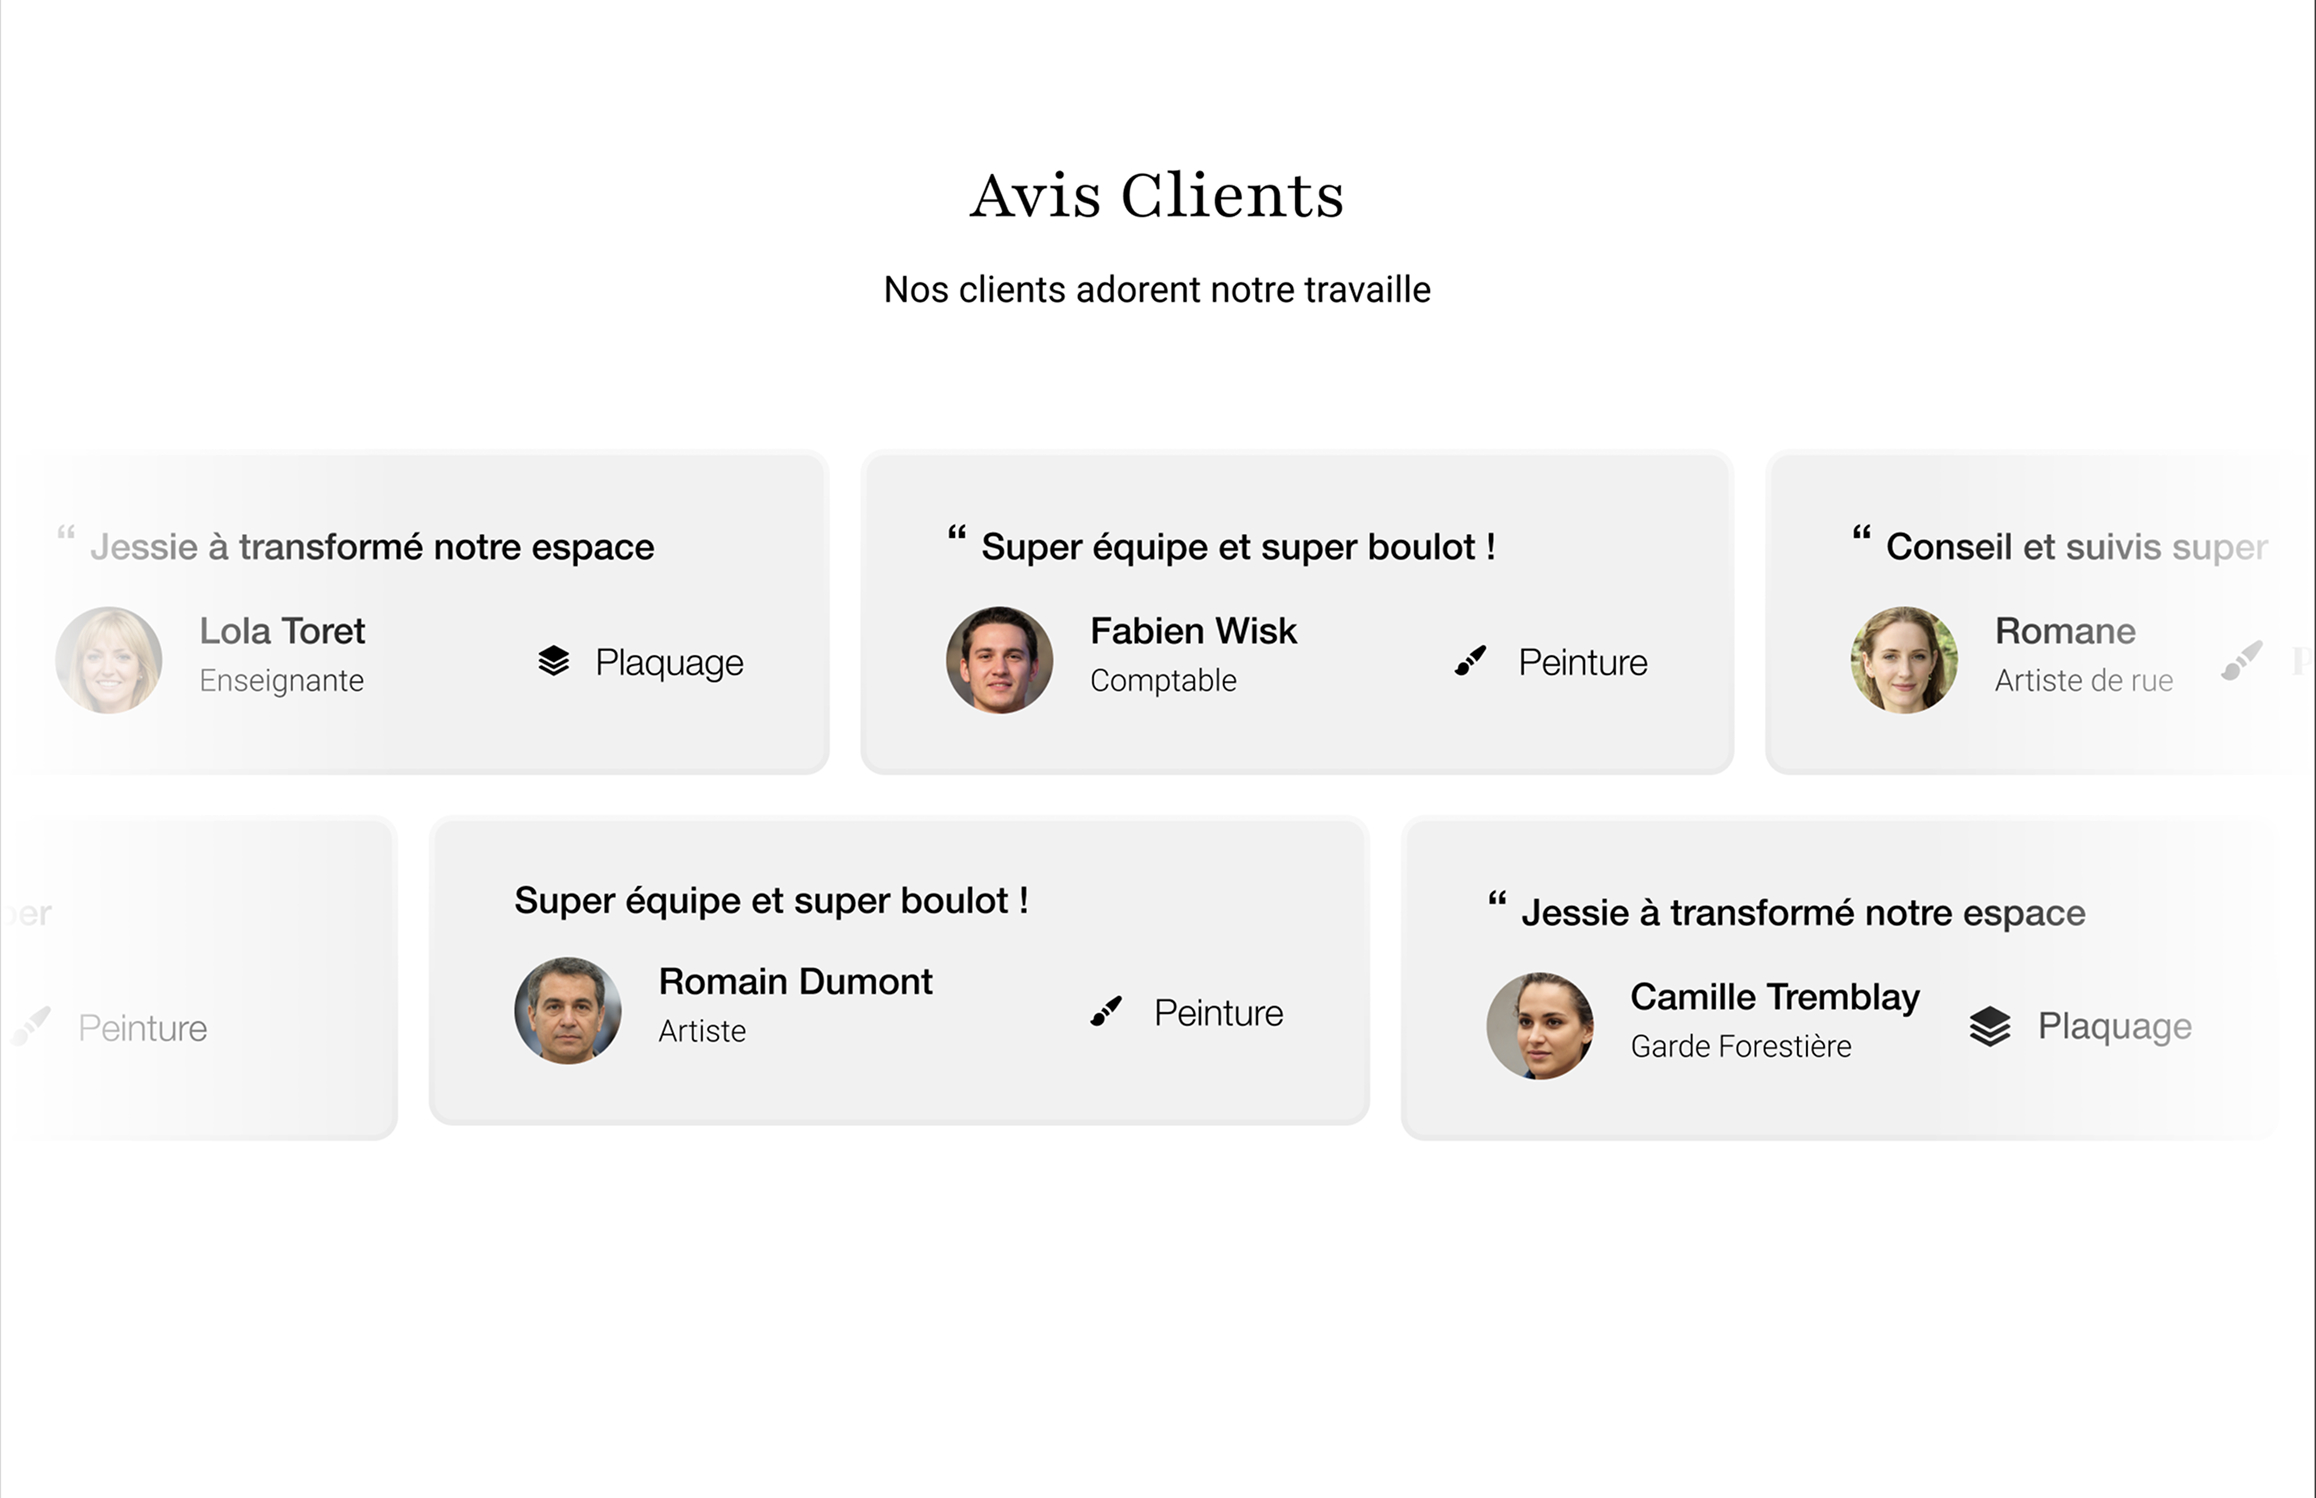 Avis Clients
Nos clients adorent notre travaille
“ Jessie à transformé notre espace
Lola Toret
Enseignante
Plaquage
“ Super équipe et super boulot !
Fabien Wisk
Comptable
Peinture
“ Conseil et suivis super
Romane
Artiste de rue
Peinture
Super équipe et super boulot !
Romain Dumont
Artiste
Peinture
“ Jessie à transformé notre espace
Camille Tremblay
Garde Forestière
Plaquage